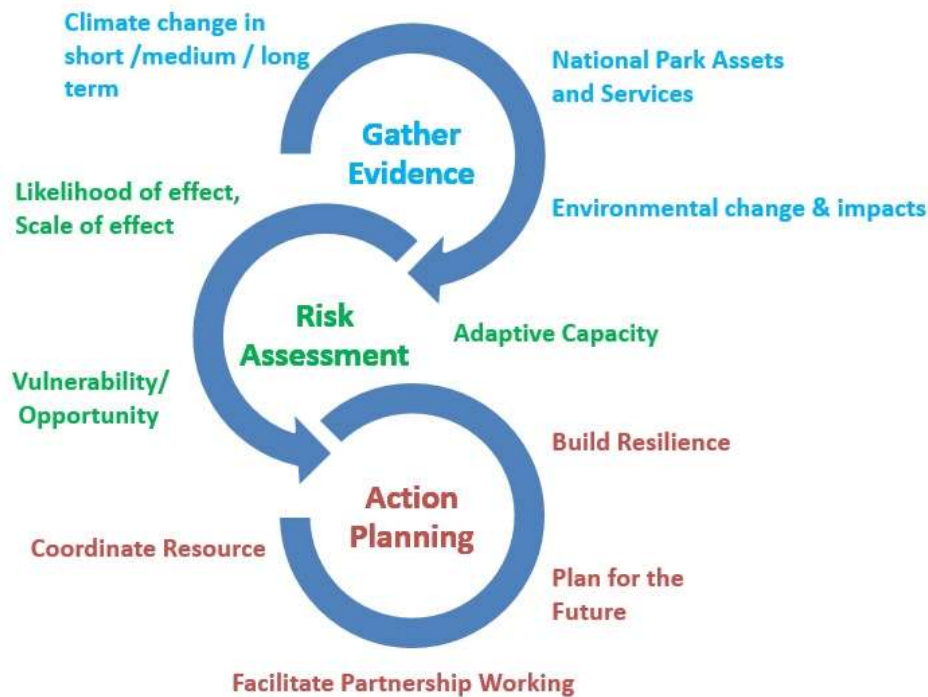 Climate change in
short /medium / long
term
National Park Assets
and Services
Gather
Evidence
Environmental change & impacts
Likelihood of effect,
Scale of effect
Risk
Assessment
Adaptive Capacity
Vulnerability/
Opportunity
Build Resilience
Action
Planning
Coordinate Resource
Plan for the
Future
Facilitate Partnership Working